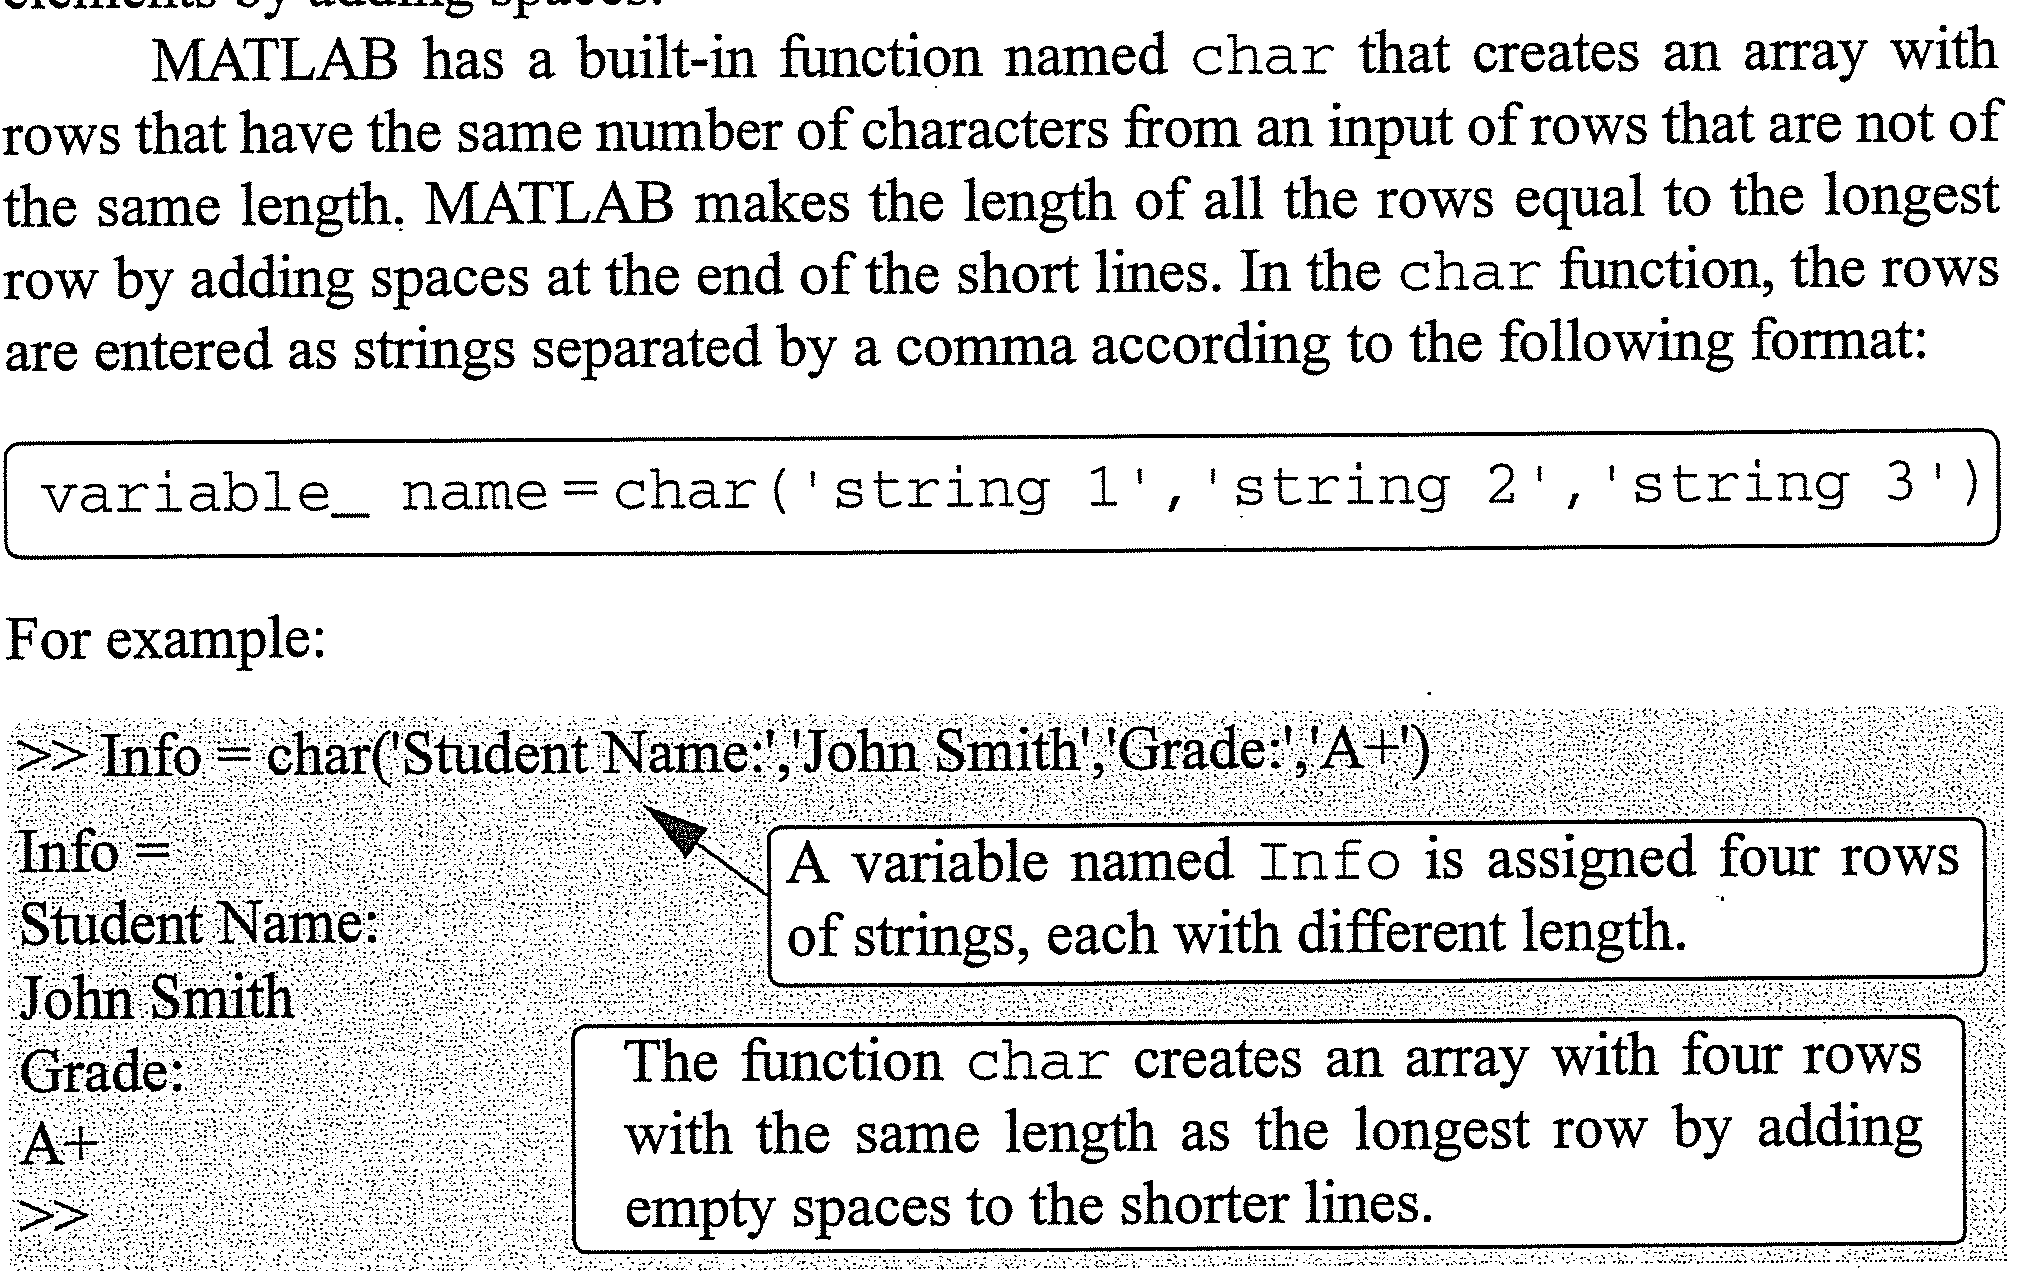 elements by adding spaces.
MATLAB has a built-in function named char that creates an array with
rows that have the same number of characters from an input of rows that are not of
the same length. MATLAB makes the length of all the rows equal to the longest
row by adding spaces at the end of the short lines. In the char function, the rows
are entered as strings separated by a comma according to the following format:
variable_ name = char('string 1','string 2','string 3')
For example:
>> Info = char('Student Name:','John Smith','Grade:','A+')
Info =
A variable named Info is assigned four rows
of strings, each with different length.
Student Name:
John Smith
Grade:
A+
>>
The function char creates an array with four rows
with the same length as the longest row by adding
empty spaces to the shorter lines.